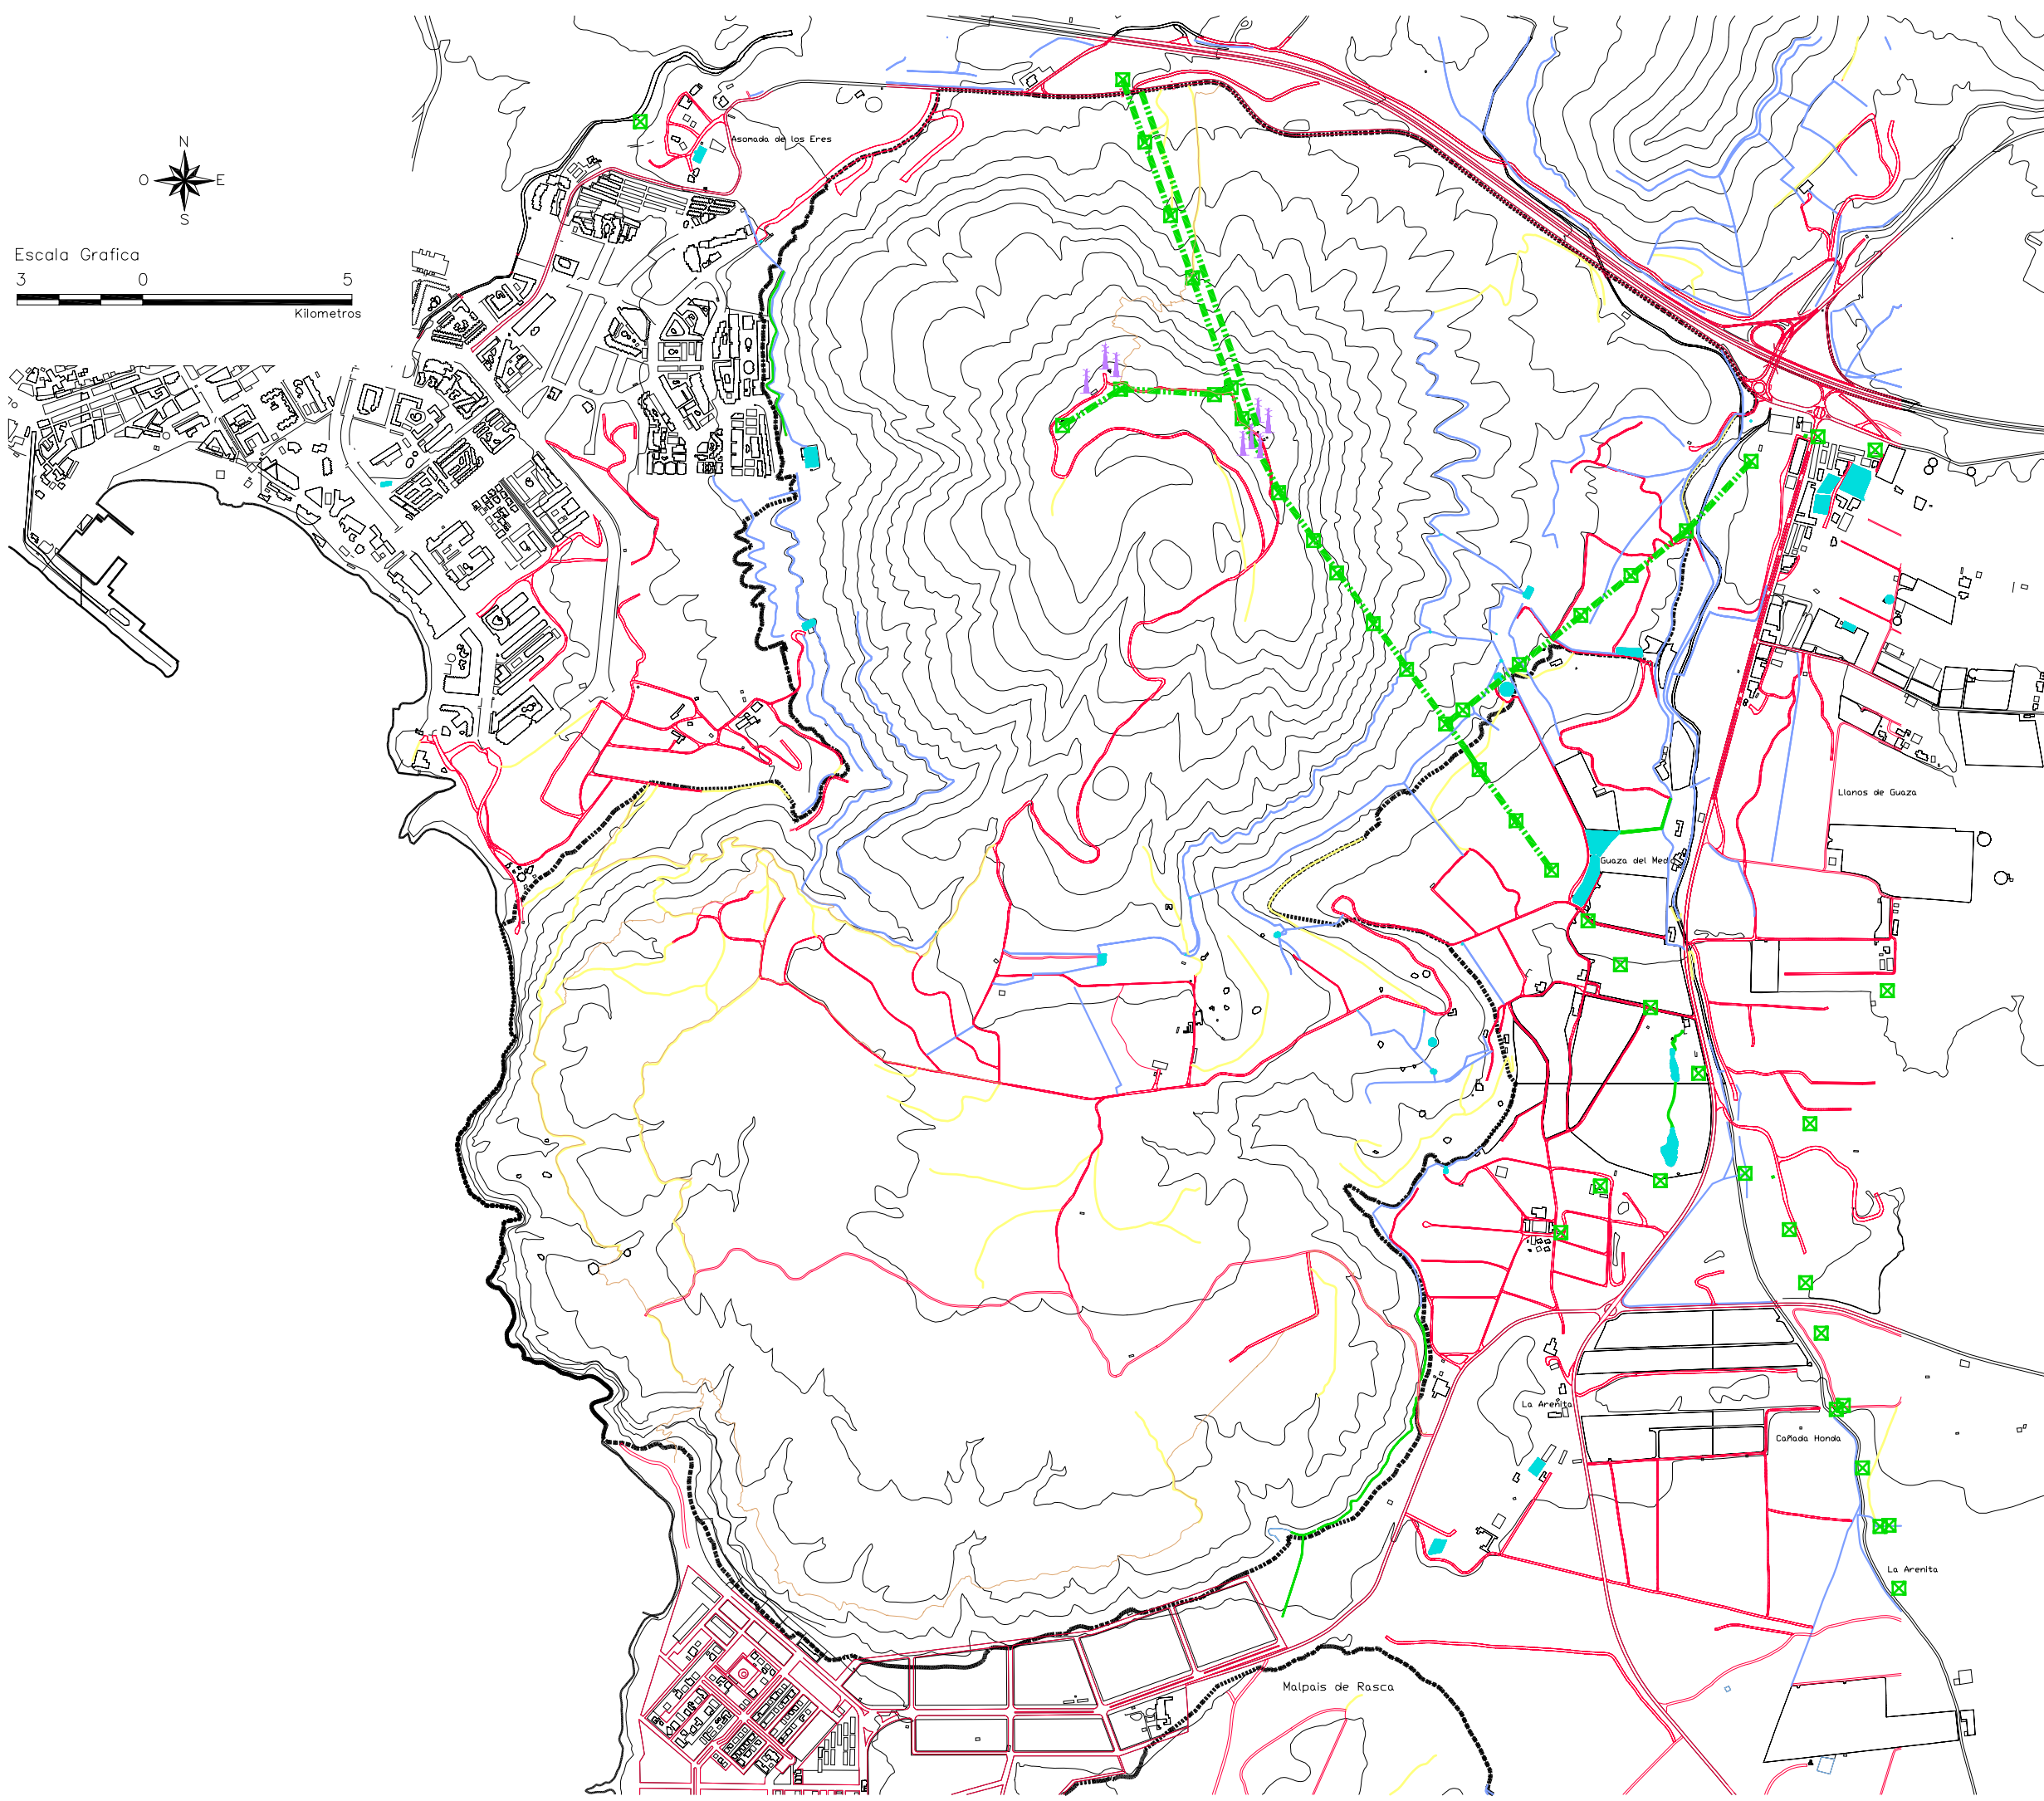 Asomada de los Eres
N
O E
S
Escala Grafica
3 0 5
Kilometros
Llanos de Guaza
Guaza del Med
La Arenita
Cañada Honda
La Arenita
Malpais de Rasca